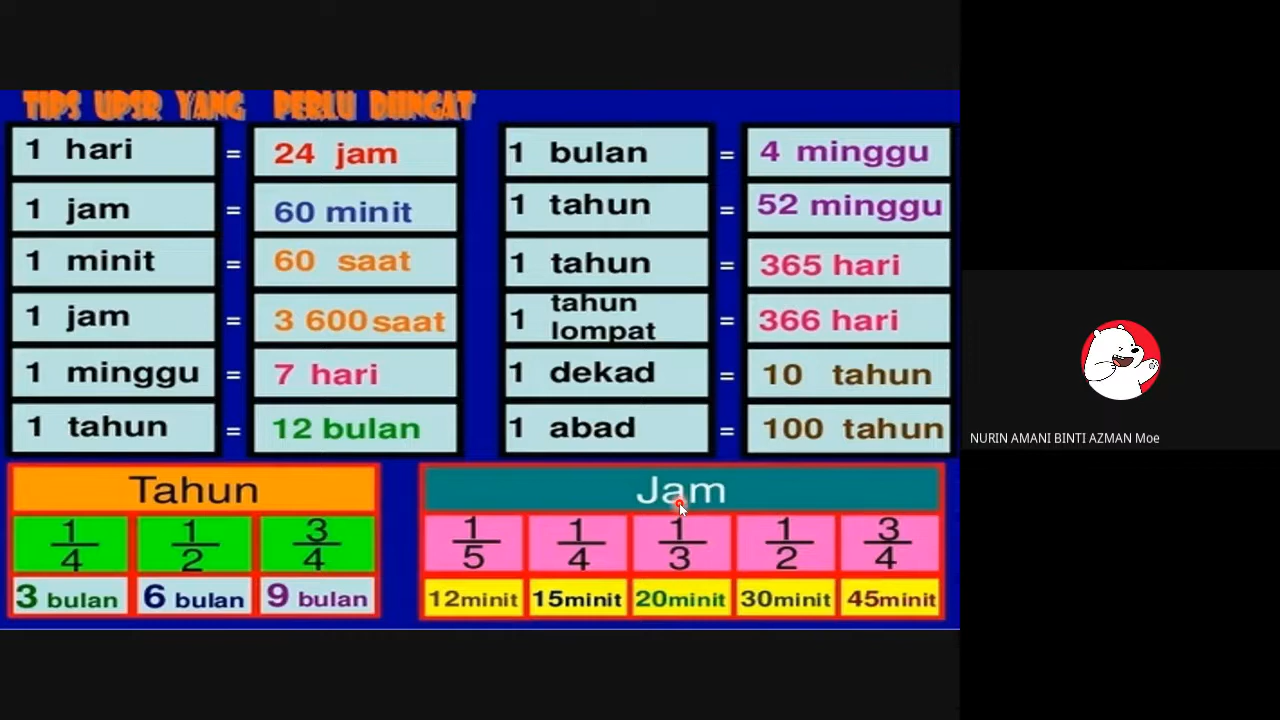 TIPS UPSR YANG PERLU DIINGAT
1 hari = 24 jam
1 jam = 60 minit
1 minit = 60 saat
1 jam = 3 600 saat
1 minggu = 7 hari
1 tahun = 12 bulan
1 bulan = 4 minggu
1 tahun = 52 minggu
1 tahun = 365 hari
1 tahun lompat = 366 hari
1 dekad = 10 tahun
1 abad = 100 tahun
Tahun
1/4 1/2 3/4
3 bulan 6 bulan 9 bulan
Jam
1/5 1/4 1/3 1/2 3/4
12minit 15minit 20minit 30minit 45minit
NURIN AMANI BINTI AZMAN Moe